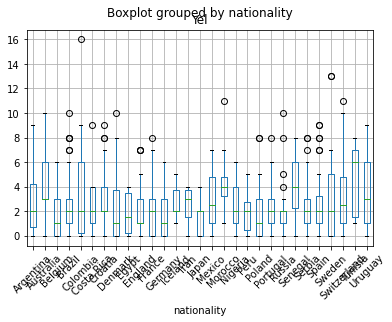 Boxplot grouped by nationality
Yel
16
14
12
10
8
6
4
2
0
Argentina
Australia
Belgium
Brazil
Colombia
Costa Rica
Croatia
Denmark
Egypt
England
France
Germany
Iceland
Iran
Japan
Mexico
Morocco
Nigeria
Peru
Poland
Portugal
Russia
Senegal
Serbia
Spain
Sweden
Switzerland
Uruguay
nationality